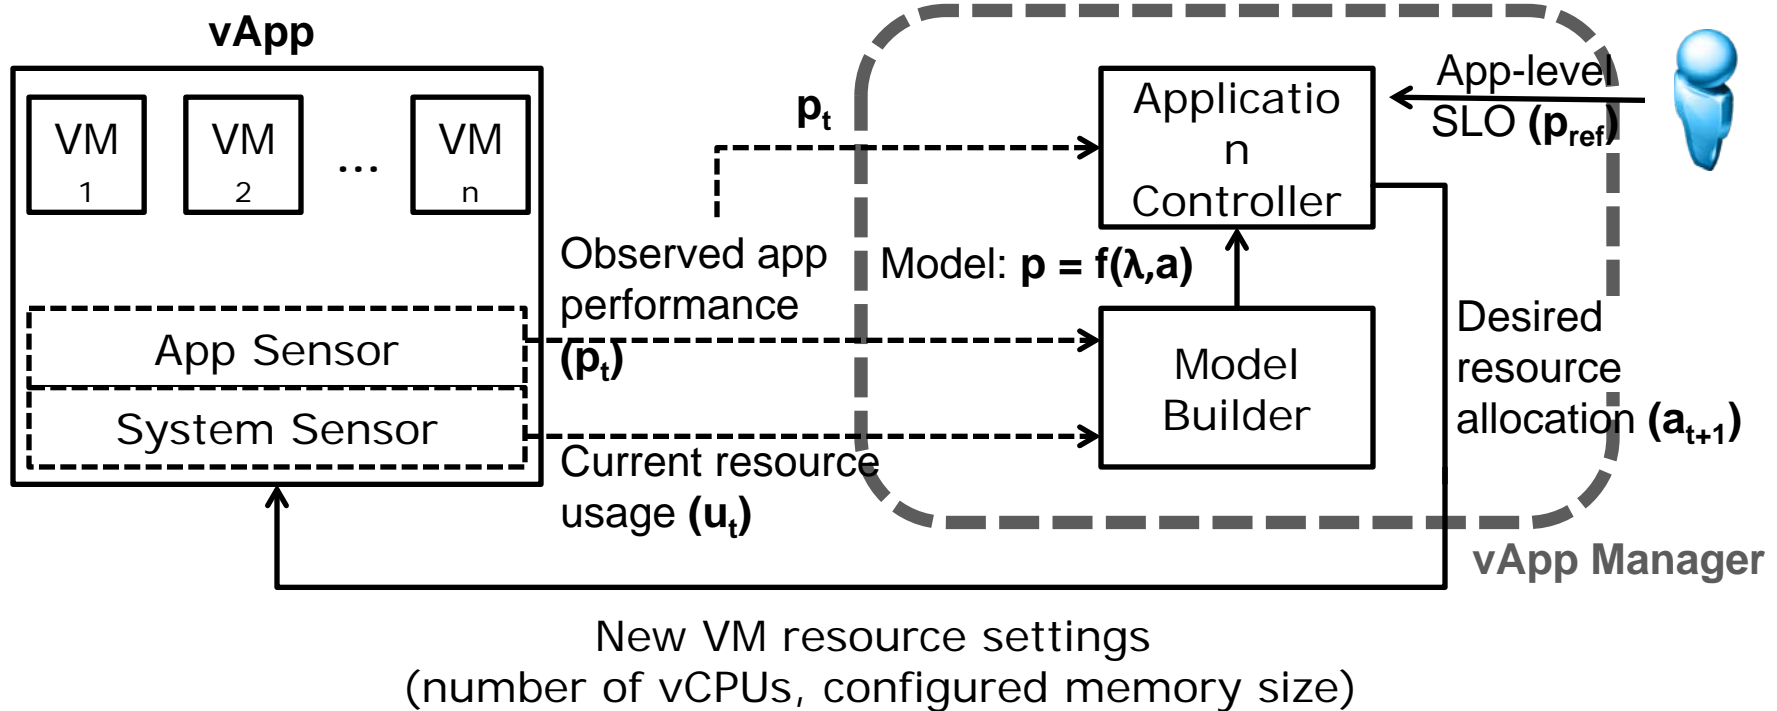 vApp
VM
1
VM
2
...
VM
n
App Sensor
System Sensor
Observed app
performance
(pt)
Current resource
usage (ut)
pt
Applicatio
n
Controller
Model: p = f(λ,a)
Model
Builder
App-level
SLO (pref)
Desired
resource
allocation (at+1)
vApp Manager
New VM resource settings
(number of vCPUs, configured memory size)